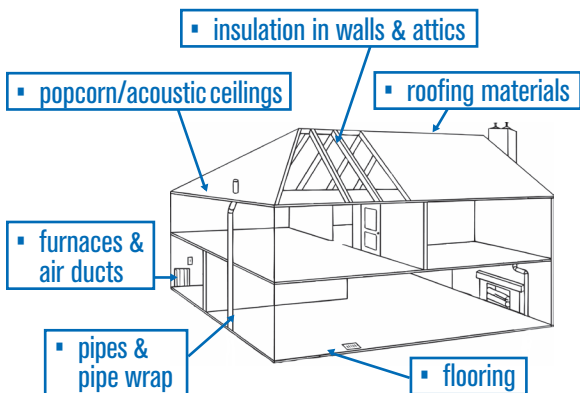 ▪ insulation in walls & attics
▪ popcorn/acoustic ceilings
▪ roofing materials
▪ furnaces &
air ducts
▪ pipes &
pipe wrap
▪ flooring